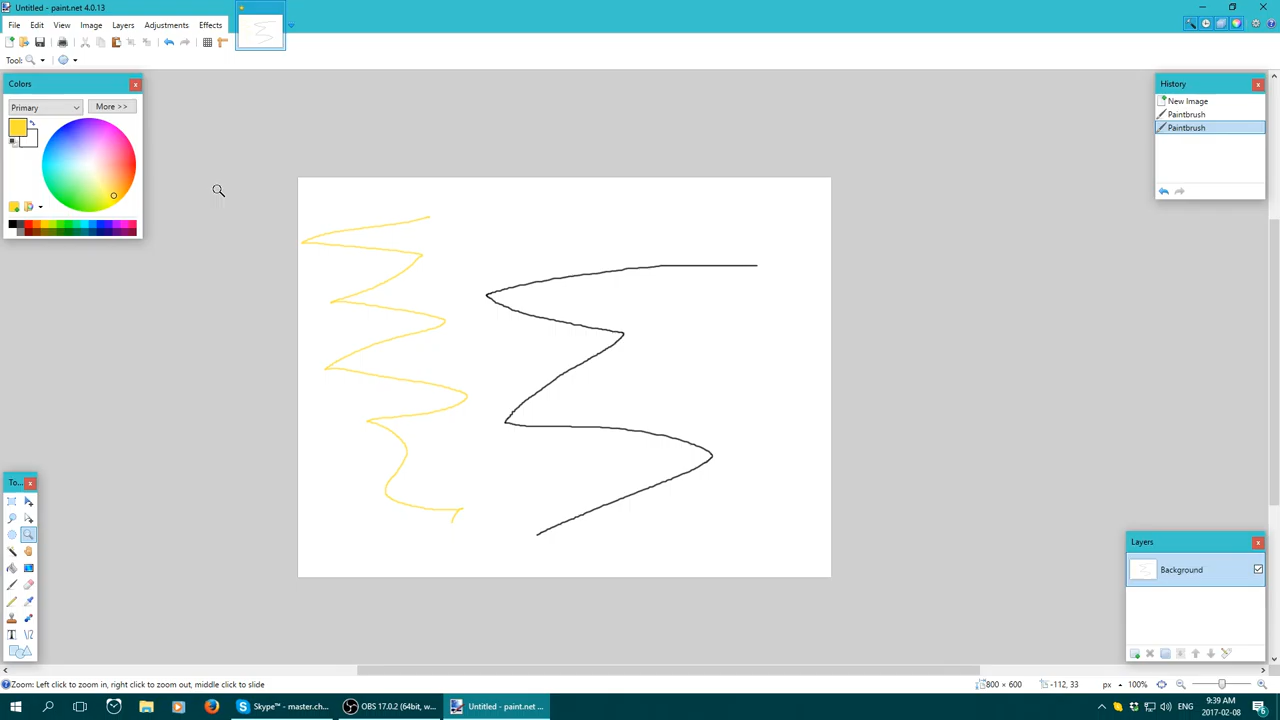 Untitled - paint.net 4.0.13
File Edit View Image Layers Adjustments Effects
Tool:
Colors
Primary
More >>
History
New Image
Paintbrush
Paintbrush
To...
Layers
Background
Zoom: Left click to zoom in, right click to zoom out, middle click to slide
800 × 600
-112, 33
px
100%
Skype™ - master.ch...
OBS 17.0.2 (64bit, w...
Untitled - paint.net ...
ENG
9:39 AM
2017-02-08
6